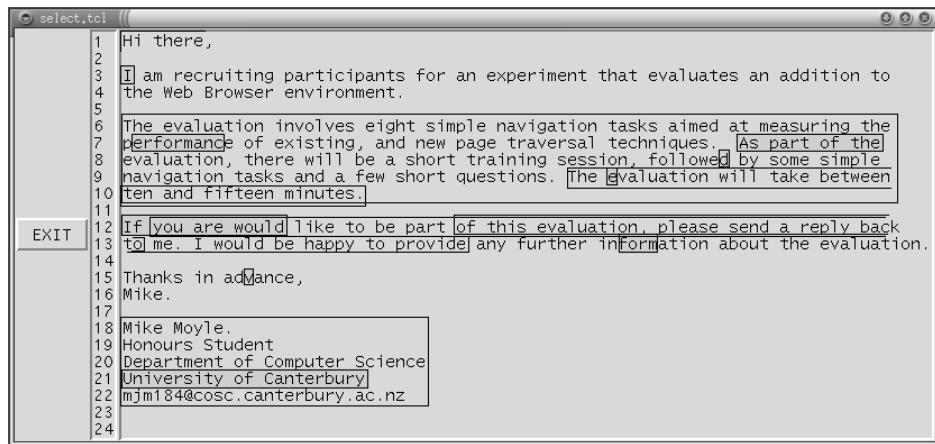 select.tcl
EXIT
1 Hi there,
2
3 I am recruiting participants for an experiment that evaluates an addition to
4 the Web Browser environment.
5
6 The evaluation involves eight simple navigation tasks aimed at measuring the
7 performance of existing, and new page traversal techniques. As part of the
8 evaluation, there will be a short training session, followed by some simple
9 navigation tasks and a few short questions. The evaluation will take between
10 ten and fifteen minutes.
11
12 If you are would like to be part of this evaluation, please send a reply back
13 to me. I would be happy to provide any further information about the evaluation.
14
15 Thanks in advance,
16 Mike.
17
18 Mike Moyle.
19 Honours Student
20 Department of Computer Science
21 University of Canterbury
22 mjm184@cosc.canterbury.ac.nz
23
24